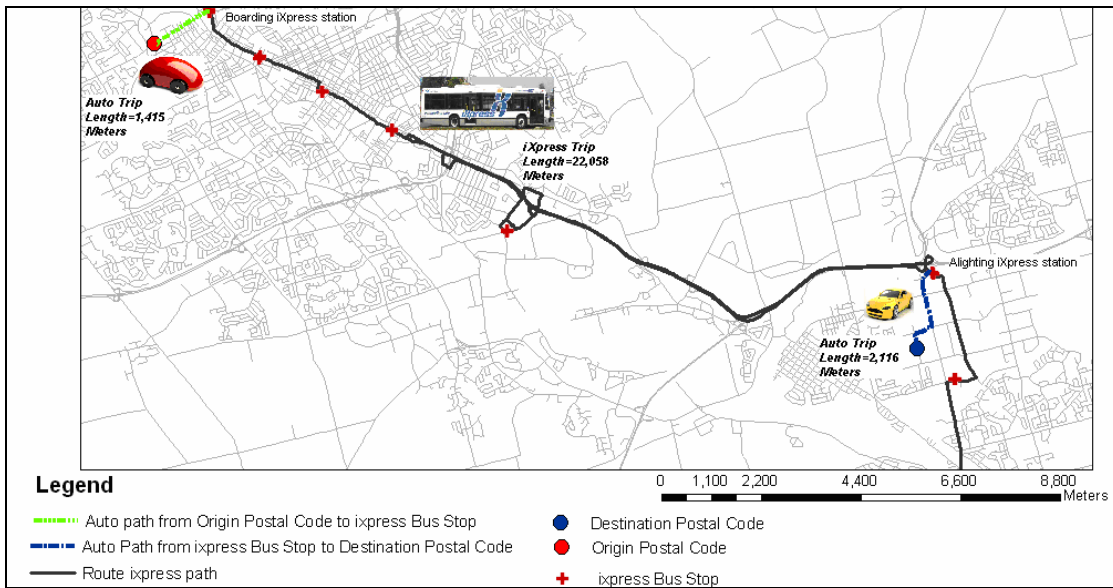 Boarding iXpress station
Auto Trip
Length=1,415
Meters
ixpress
iXpress Trip
Length=22,058
Meters
Alighting iXpress station
Auto Trip
Length=2,116
Meters
Legend
0 1,100 2,200 4,400 6,600 8,800
Meters
Auto path from Origin Postal Code to ixpress Bus Stop
Auto Path from ixpress Bus Stop to Destination Postal Code
Route ixpress path
Destination Postal Code
Origin Postal Code
ixpress Bus Stop